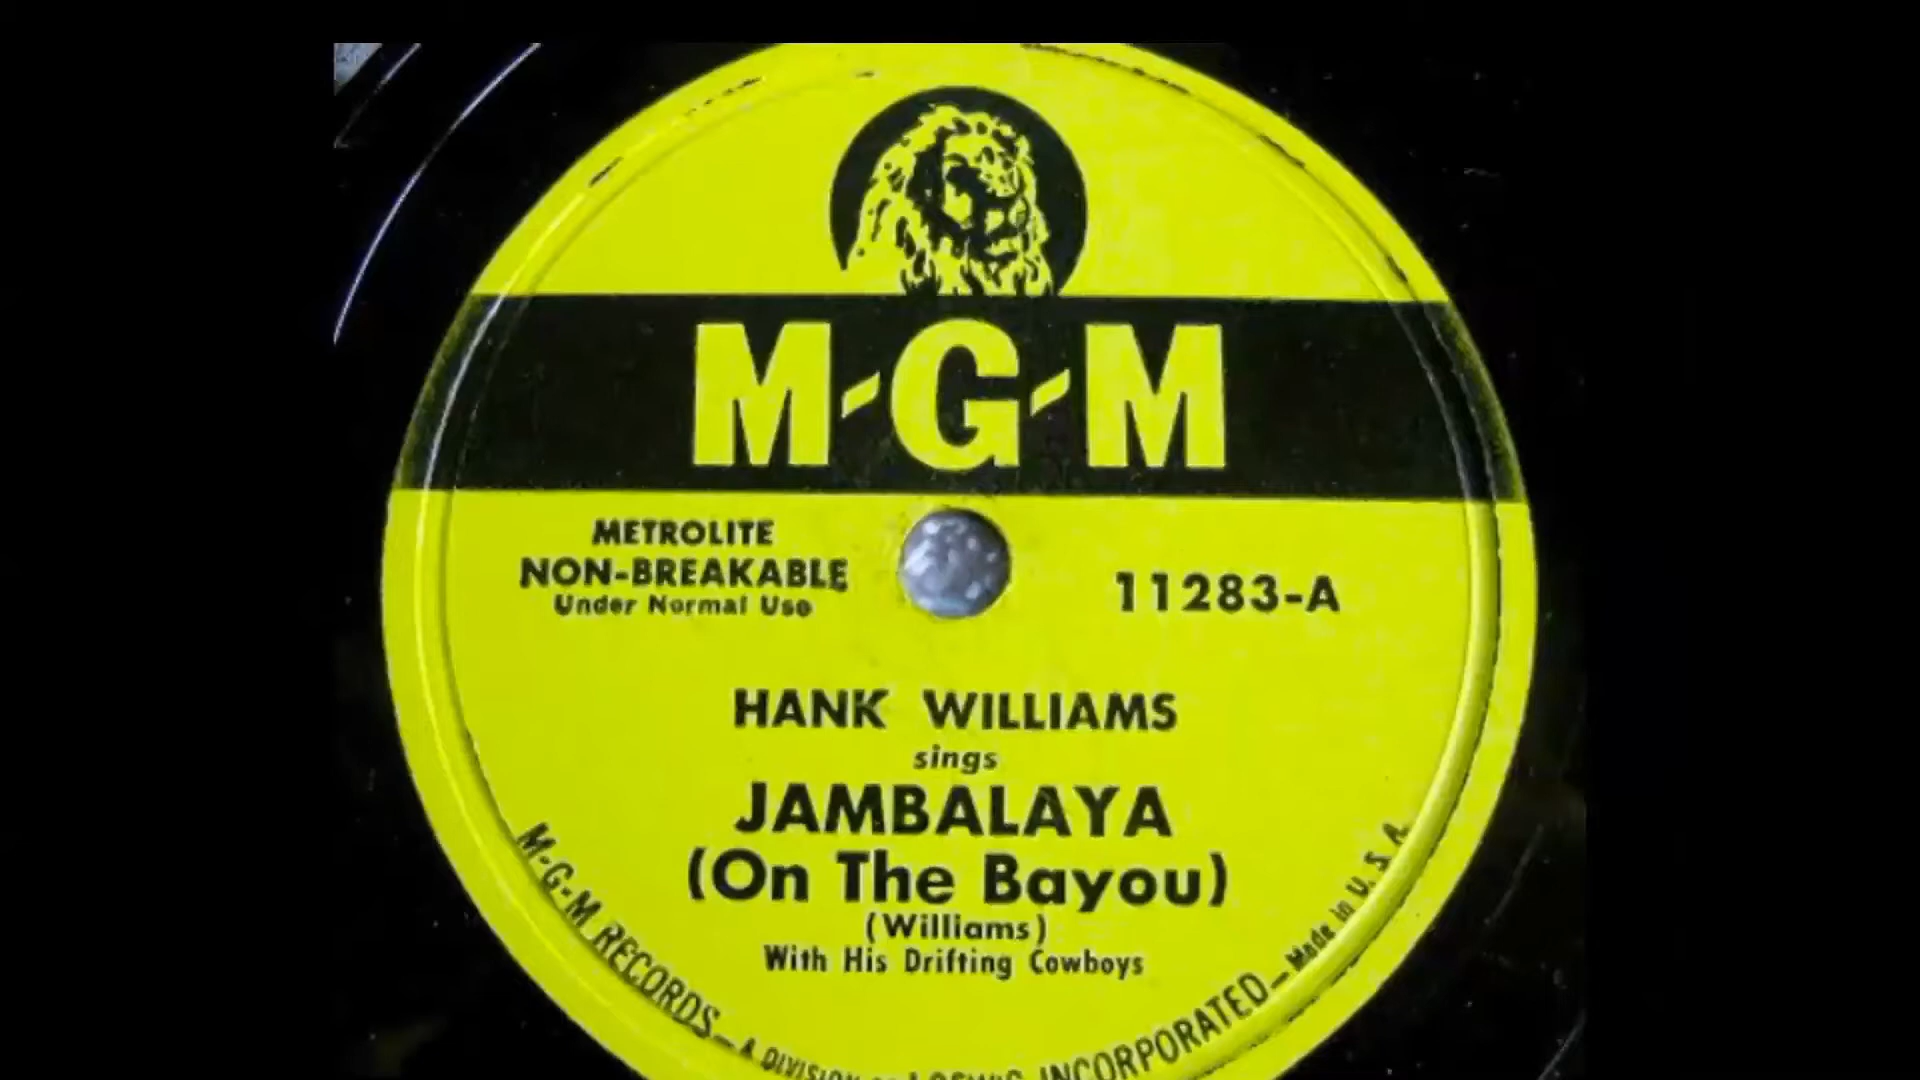 M-G-M
METROLITE
NON-BREAKABLE
Under Normal Use
11283-A
HANK WILLIAMS
sings
JAMBALAYA
(On The Bayou)
(Williams)
With His Drifting Cowboys
M-G-M RECORDS—A DIVISION INCORPORATED—Made in U. S. A.